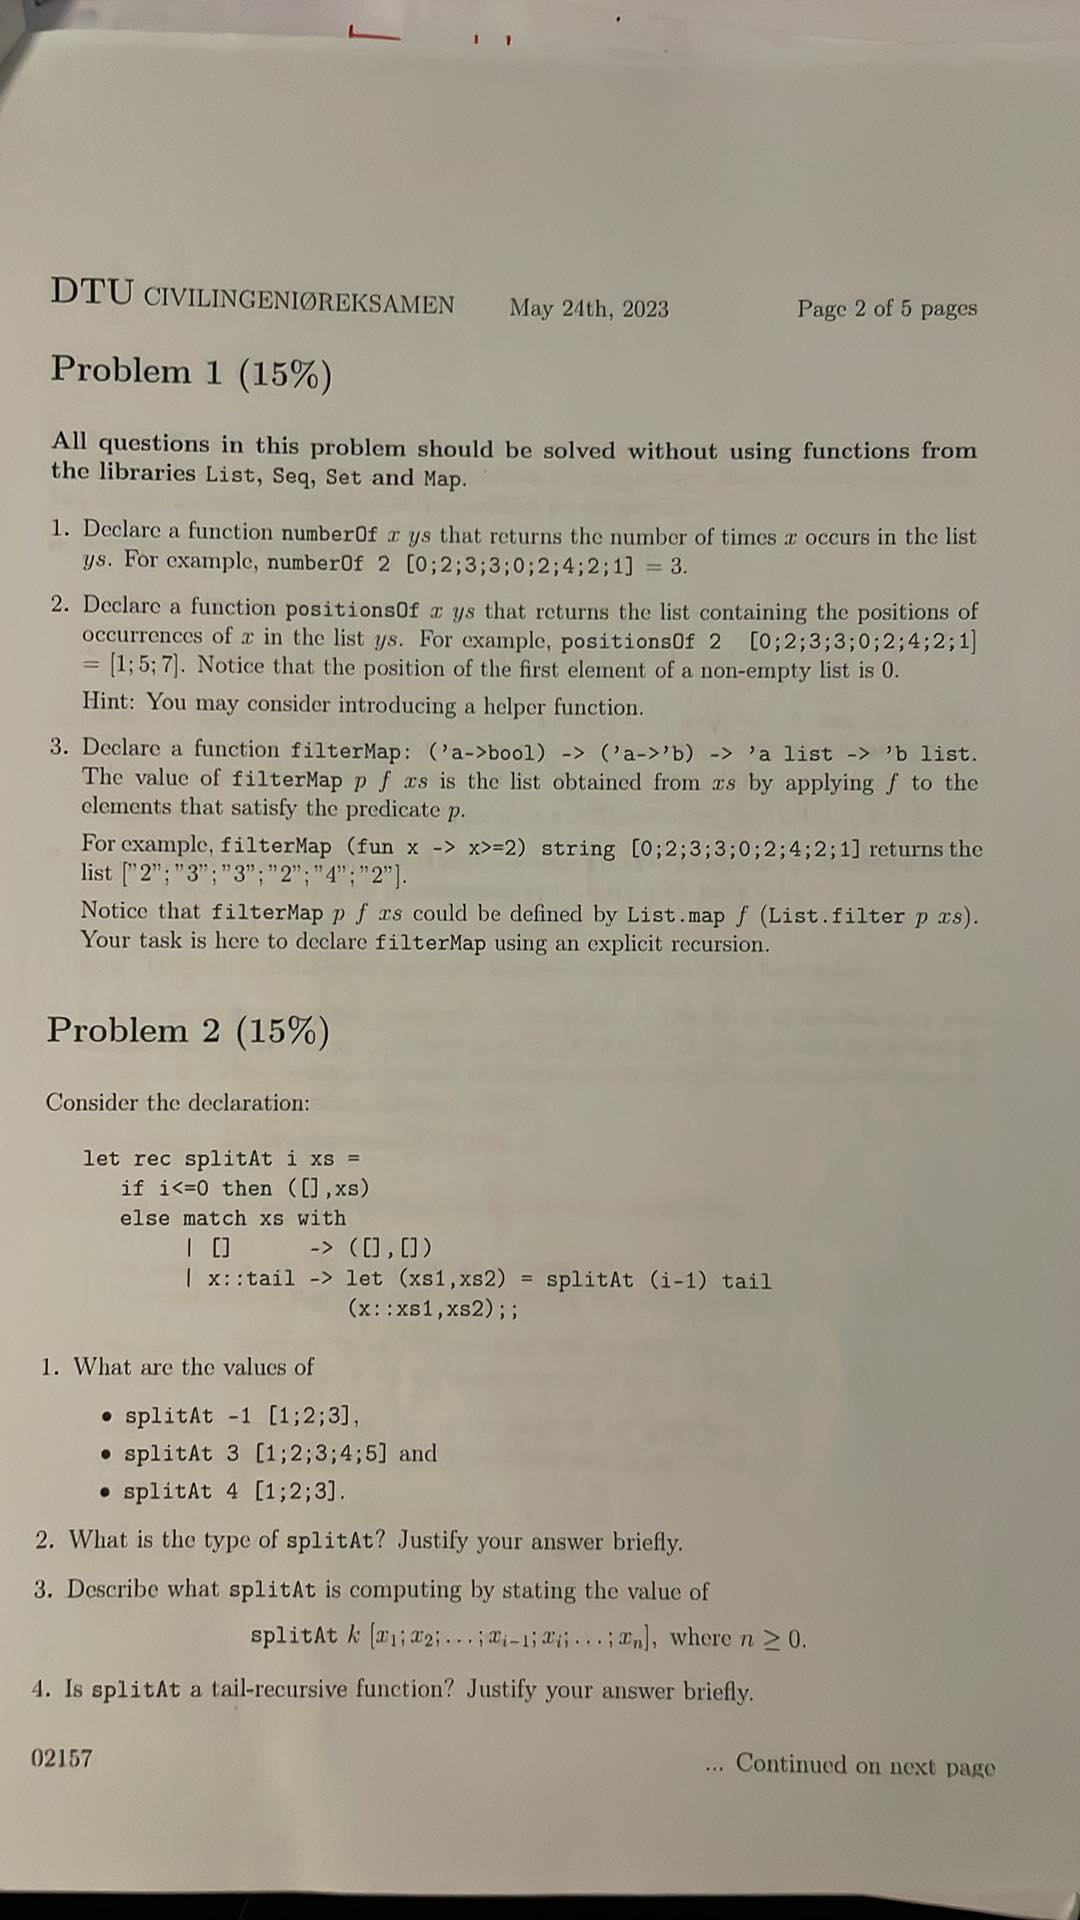 DTU CIVILINGENIØREKSAMEN May 24th, 2023 Page 2 of 5 pages
Problem 1 (15%)
All questions in this problem should be solved without using functions from
the libraries List, Seq, Set and Map.
1. Declare a function numberOf x ys that returns the number of times x occurs in the list
ys. For example, numberOf 2 [0;2;3;3;0;2;4;2;1] = 3.
2. Declare a function positionsOf x ys that returns the list containing the positions of
occurrences of x in the list ys. For example, positionsOf 2 [0;2;3;3;0;2;4;2;1]
= [1; 5; 7]. Notice that the position of the first element of a non-empty list is 0.
Hint: You may consider introducing a helper function.
3. Declare a function filterMap: ('a->bool) -> ('a->'b) -> 'a list -> 'b list.
The value of filterMap p f xs is the list obtained from xs by applying f to the
elements that satisfy the predicate p.
For example, filterMap (fun x -> x>=2) string [0;2;3;3;0;2;4;2;1] returns the
list ["2"; "3"; "3"; "2"; "4"; "2"].
Notice that filterMap p f xs could be defined by List.map f (List.filter p xs).
Your task is here to declare filterMap using an explicit recursion.
Problem 2 (15%)
Consider the declaration:
let rec splitAt i xs =
if i<=0 then ([],xs)
else match xs with
| [] -> ([],[])
| x::tail -> let (xs1,xs2) = splitAt (i-1) tail
(x::xs1,xs2);;
1. What are the values of
• splitAt -1 [1;2;3],
• splitAt 3 [1;2;3;4;5] and
• splitAt 4 [1;2;3].
2. What is the type of splitAt? Justify your answer briefly.
3. Describe what splitAt is computing by stating the value of
splitAt k [x₁; x₂; . . . ; xᵢ₋₁; xᵢ; . . . ; xₙ], where n ≥ 0.
4. Is splitAt a tail-recursive function? Justify your answer briefly.
02157 ... Continued on next page